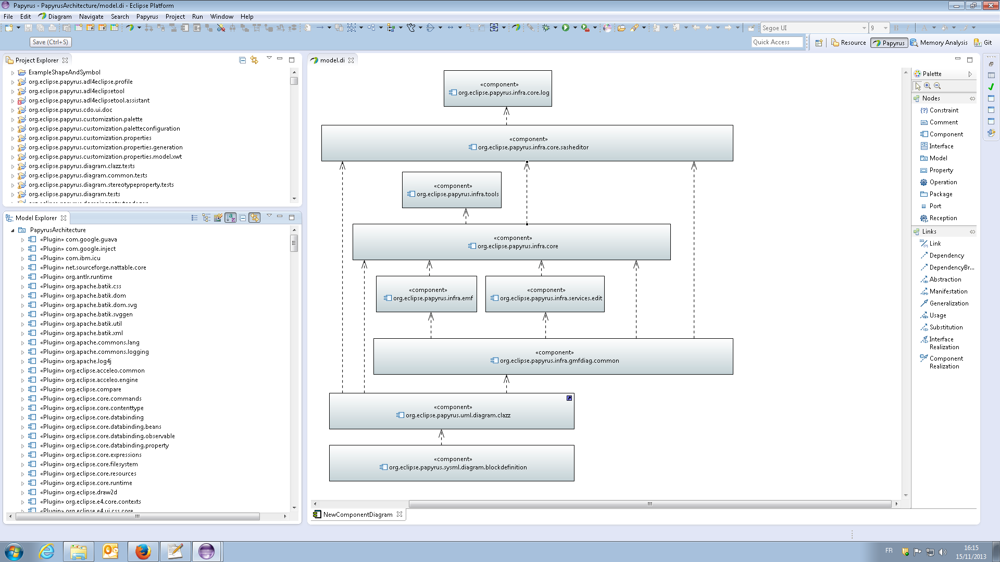 Papyrus - PapyrusArchitecture/model.di - Eclipse Platform
File Edit Diagram Navigate Search Papyrus Project Run Window Help
Segoe UI 9
Save (Ctrl+S)
Quick Access
Resource Papyrus Memory Analysis Git
Project Explorer
ExampleShapeAndSymbol
org.eclipse.papyrus.adl4eclipse.profile
org.eclipse.papyrus.adl4eclipsetool
org.eclipse.papyrus.adl4eclipsetool.assistant
org.eclipse.papyrus.cdo.ui.doc
org.eclipse.papyrus.customization.palette
org.eclipse.papyrus.customization.paletteconfiguration
org.eclipse.papyrus.customization.properties
org.eclipse.papyrus.customization.properties.generation
org.eclipse.papyrus.customization.properties.model.xwt
org.eclipse.papyrus.diagram.clazz.tests
org.eclipse.papyrus.diagram.common.tests
org.eclipse.papyrus.diagram.stereotypeproperty.tests
org.eclipse.papyrus.diagram.tests
Model Explorer
PapyrusArchitecture
«Plugin» com.google.guava
«Plugin» com.google.inject
«Plugin» com.ibm.icu
«Plugin» net.sourceforge.nattable.core
«Plugin» org.antlr.runtime
«Plugin» org.apache.batik.css
«Plugin» org.apache.batik.dom
«Plugin» org.apache.batik.dom.svg
«Plugin» org.apache.batik.svggen
«Plugin» org.apache.batik.util
«Plugin» org.apache.batik.xml
«Plugin» org.apache.commons.lang
«Plugin» org.apache.commons.logging
«Plugin» org.apache.log4j
«Plugin» org.eclipse.acceleo.common
«Plugin» org.eclipse.acceleo.engine
«Plugin» org.eclipse.compare
«Plugin» org.eclipse.core.commands
«Plugin» org.eclipse.core.contenttype
«Plugin» org.eclipse.core.databinding
«Plugin» org.eclipse.core.databinding.beans
«Plugin» org.eclipse.core.databinding.observable
«Plugin» org.eclipse.core.databinding.property
«Plugin» org.eclipse.core.expressions
«Plugin» org.eclipse.core.filesystem
«Plugin» org.eclipse.core.resources
«Plugin» org.eclipse.core.runtime
«Plugin» org.eclipse.draw2d
«Plugin» org.eclipse.e4.core.contexts
«Plugin» org.eclipse.e4.ui.css.core
model.di
«component»
org.eclipse.papyrus.infra.core.log
«component»
org.eclipse.papyrus.infra.core.sasheditor
«component»
org.eclipse.papyrus.infra.tools
«component»
org.eclipse.papyrus.infra.core
«component»
org.eclipse.papyrus.infra.emf
«component»
org.eclipse.papyrus.infra.services.edit
«component»
org.eclipse.papyrus.infra.gmfdiag.common
«component»
org.eclipse.papyrus.uml.diagram.clazz
«component»
org.eclipse.papyrus.sysml.diagram.blockdefinition
NewComponentDiagram
Palette
Nodes
Constraint
Comment
Component
Interface
Model
Property
Operation
Package
Port
Reception
Links
Link
Dependency
DependencyBr...
Abstraction
Manifestation
Generalization
Usage
Substitution
Interface
Realization
Component
Realization
FR
16:15
15/11/2013